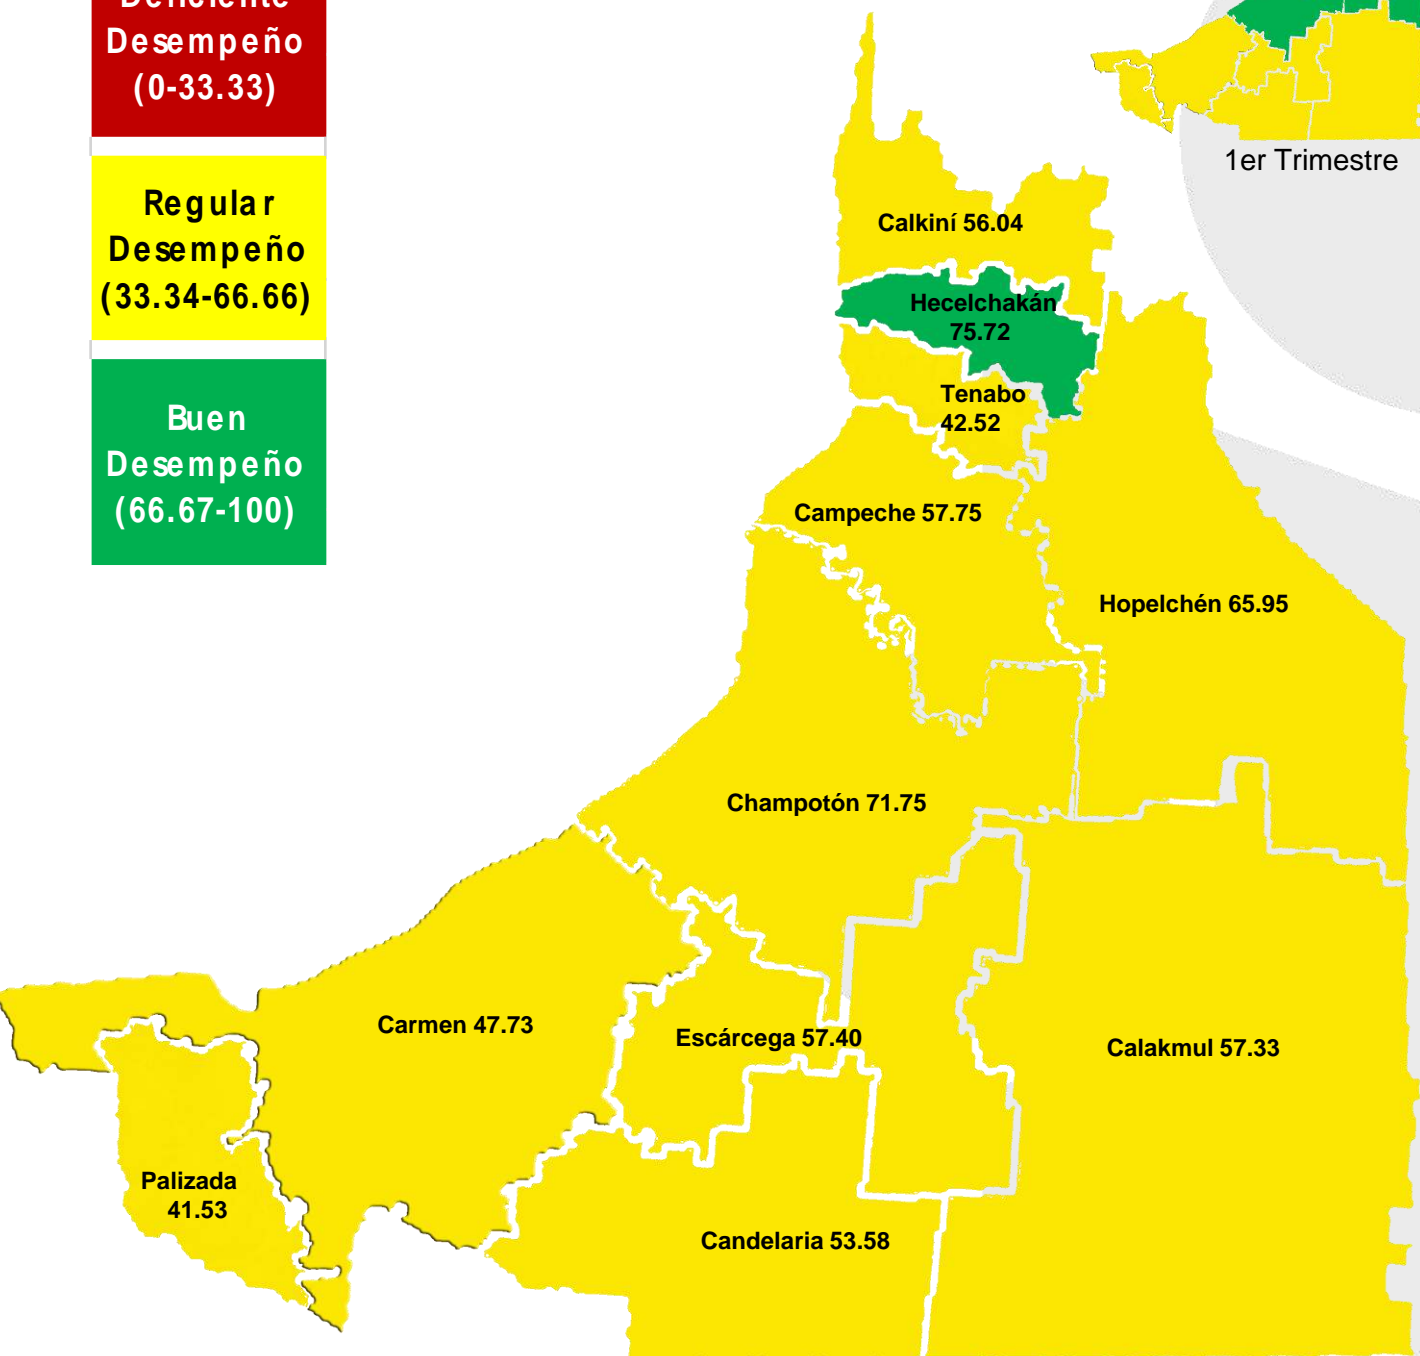 Deficiente
Desempeño
(0-33.33)
Regular
Desempeño
(33.34-66.66)
Buen
Desempeño
(66.67-100)
1er Trimestre
Calkiní 56.04
Hecelchakán
75.72
Tenabo
42.52
Campeche 57.75
Hopelchén 65.95
Champotón 71.75
Carmen 47.73
Escárcega 57.40
Calakmul 57.33
Palizada
41.53
Candelaria 53.58